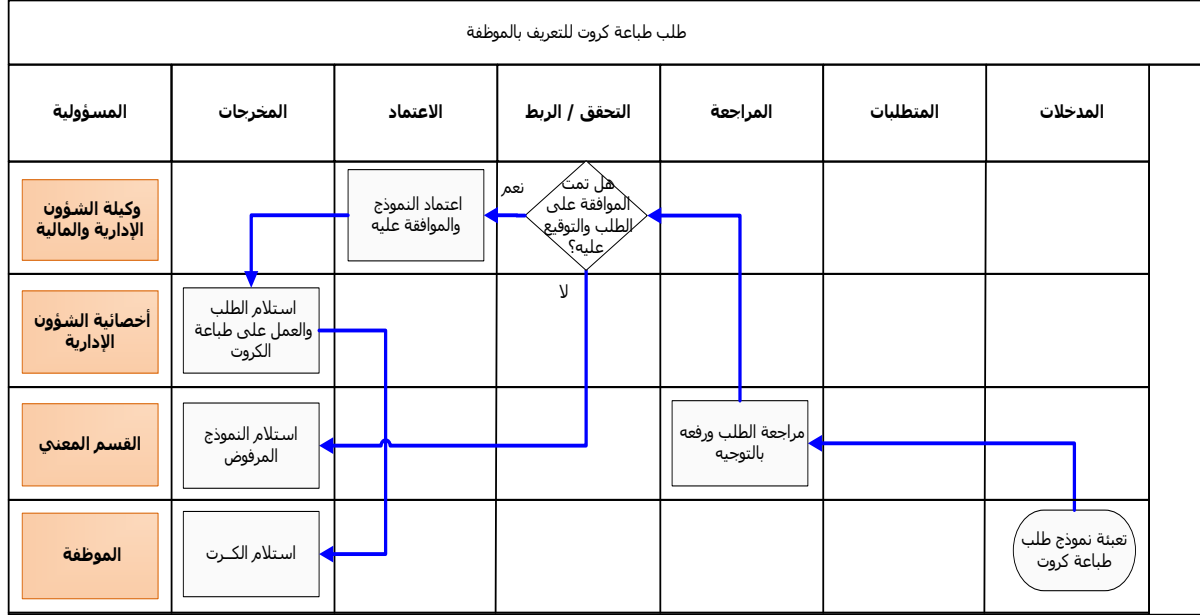 طلب طباعة كروت للتعريف بالموظفة
المدخلات
المتطلبات
المراجعة
التحقق / الربط
الاعتماد
المخرجات
المسؤولية
هل تمت
الموافقة على
الطلب والتوقيع
عليه؟
نعم
لا
اعتماد النموذج
والموافقة عليه
وكيلة الشؤون
الإدارية والمالية
استلام الطلب
والعمل على طباعة
الكروت
أخصائية الشؤون
الإدارية
مراجعة الطلب ورفعه
بالتوجيه
استلام النموذج
المرفوض
القسم المعني
تعبئة نموذج طلب
طباعة كروت
استلام الكــرت
الموظفة